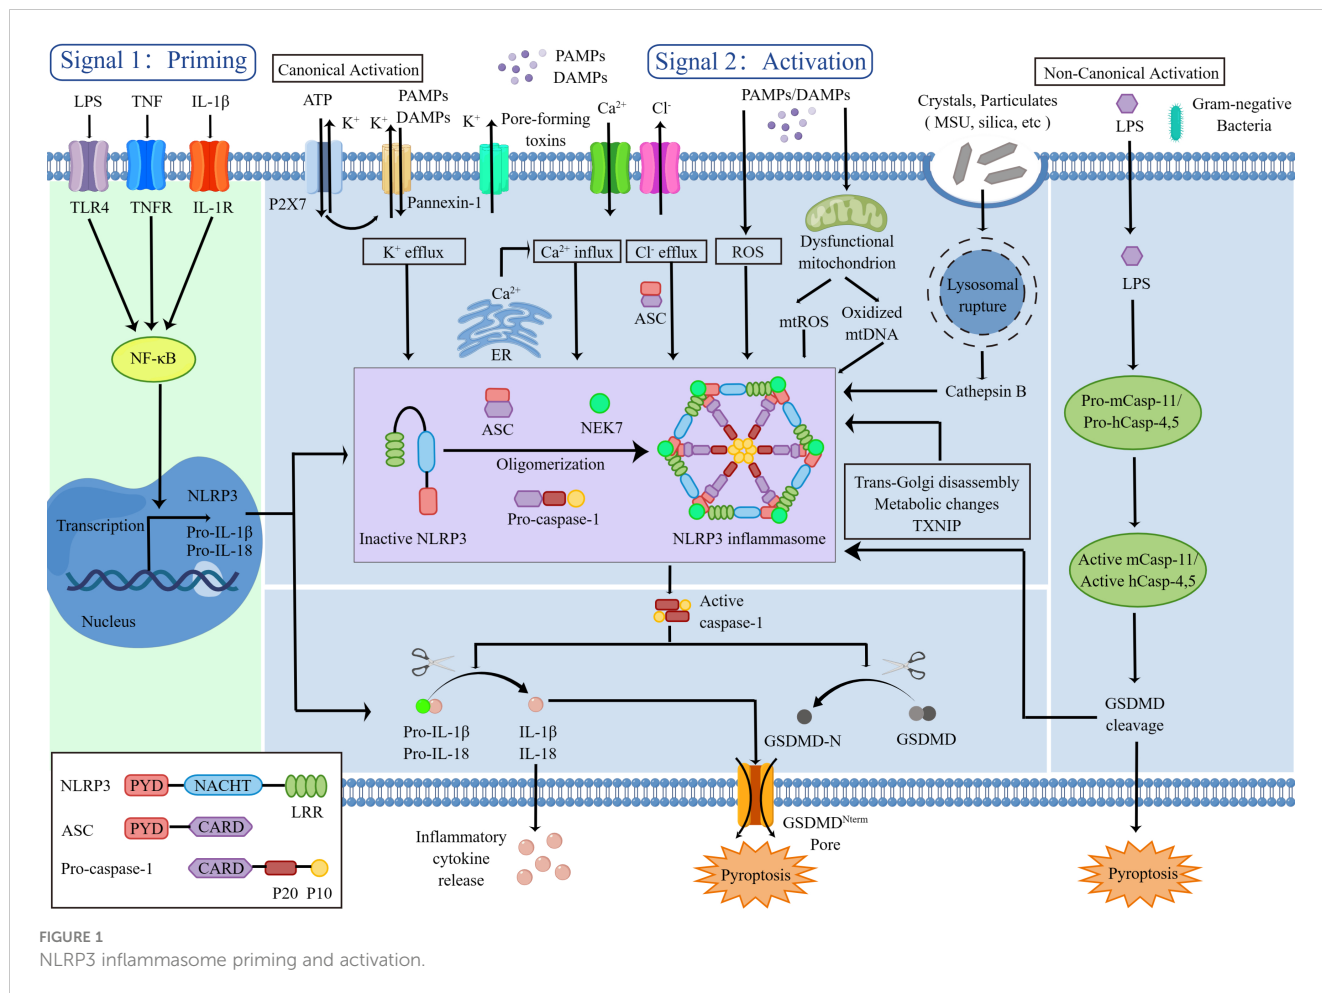 Signal 1: Priming
LPS
TNF
IL-1β
TLR4
TNFR
IL-1R
NF-κB
NLRP3
Transcription
Pro-IL-1β
Pro-IL-18
Nucleus
Canonical Activation
ATP
K⁺
K⁺
PAMPs
DAMPs
K⁺
Pore-forming
toxins
PAMPs
DAMPs
Ca²⁺
Cl⁻
P2X7
Pannexin-1
K⁺ efflux
Ca²⁺ influx
Cl⁻ efflux
Ca²⁺
ER
ASC
Signal 2: Activation
PAMPs/DAMPs
ROS
Dysfunctional
mitochondrion
mtROS
Oxidized
mtDNA
Crystals, Particulates
( MSU, silica, etc )
Lysosomal
rupture
Cathepsin B
Inactive NLRP3
ASC
NEK7
Oligomerization
Pro-caspase-1
NLRP3 inflammasome
Trans-Golgi disassembly
Metabolic changes
TXNIP
Active
caspase-1
Pro-IL-1β
Pro-IL-18
IL-1β
IL-18
GSDMD-N
GSDMD
Inflammatory
cytokine
release
GSDMDᴺᵗᵉʳᵐ
Pore
Pyroptosis
Non-Canonical Activation
LPS
Gram-negative
Bacteria
LPS
Pro-mCasp-11/
Pro-hCasp-4,5
Active mCasp-11/
Active hCasp-4,5
GSDMD
cleavage
Pyroptosis
NLRP3
PYD
NACHT
LRR
ASC
PYD
CARD
Pro-caspase-1
CARD
P20 P10
FIGURE 1
NLRP3 inflammasome priming and activation.